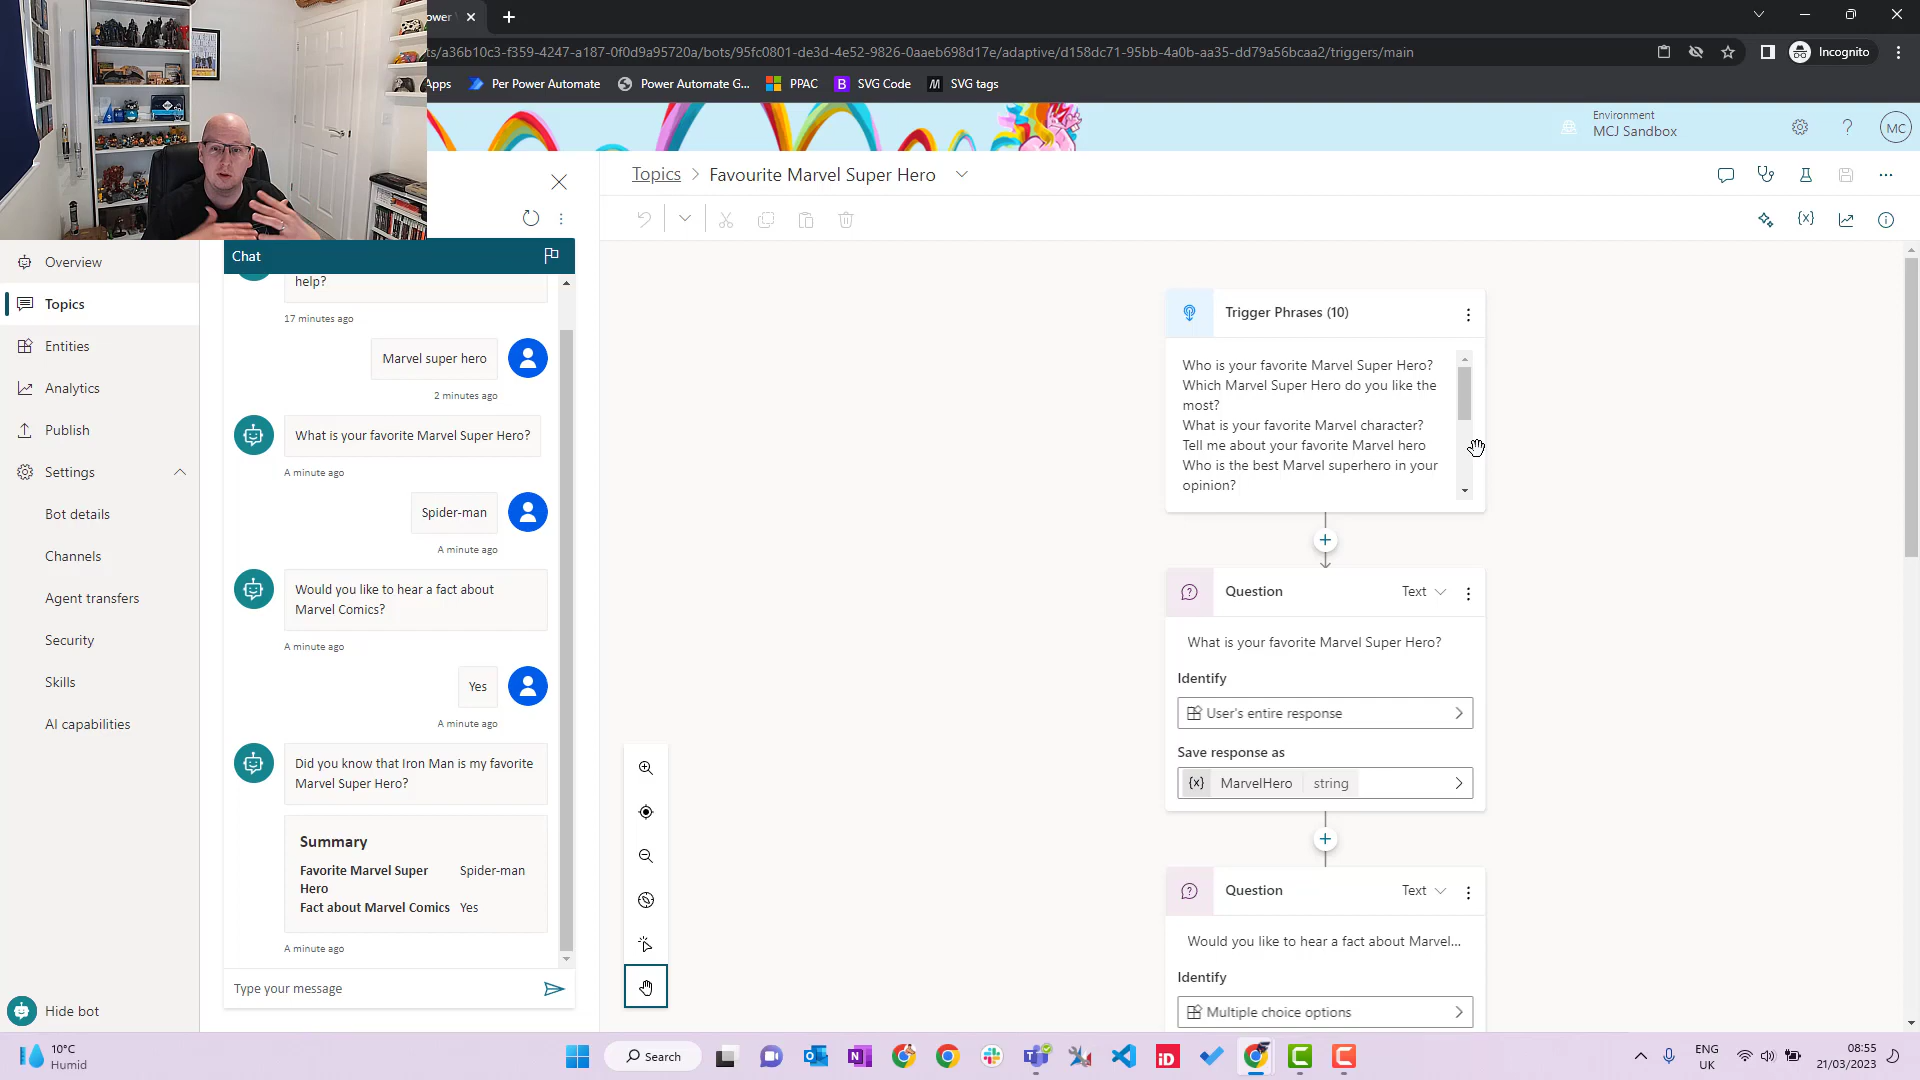 ower
ts/a36b10c3-f359-4247-a187-0f0d9a95720a/bots/95fc0801-de3d-4e52-9826-0aaeb698d17e/adaptive/d158dc71-95bb-4a0b-aa35-dd79a56bcaa2/triggers/main
Incognito
Apps
Per Power Automate
Power Automate G...
PPAC
SVG Code
SVG tags
Environment
MCJ Sandbox
MC
Topics
Favourite Marvel Super Hero
Overview
Topics
Entities
Analytics
Publish
Settings
Bot details
Channels
Agent transfers
Security
Skills
AI capabilities
Hide bot
Chat
help?
17 minutes ago
Marvel super hero
2 minutes ago
What is your favorite Marvel Super Hero?
A minute ago
Spider-man
A minute ago
Would you like to hear a fact about
Marvel Comics?
A minute ago
Yes
A minute ago
Did you know that Iron Man is my favorite
Marvel Super Hero?
Summary
Favorite Marvel Super Spider-man
Hero
Fact about Marvel Comics Yes
A minute ago
Type your message
Trigger Phrases (10)
Who is your favorite Marvel Super Hero?
Which Marvel Super Hero do you like the
most?
What is your favorite Marvel character?
Tell me about your favorite Marvel hero
Who is the best Marvel superhero in your
opinion?
Question
Text
What is your favorite Marvel Super Hero?
Identify
User's entire response
Save response as
{x} MarvelHero string
Question
Text
Would you like to hear a fact about Marvel...
Identify
Multiple choice options
10°C
Humid
Search
ENG
UK
08:55
21/03/2023